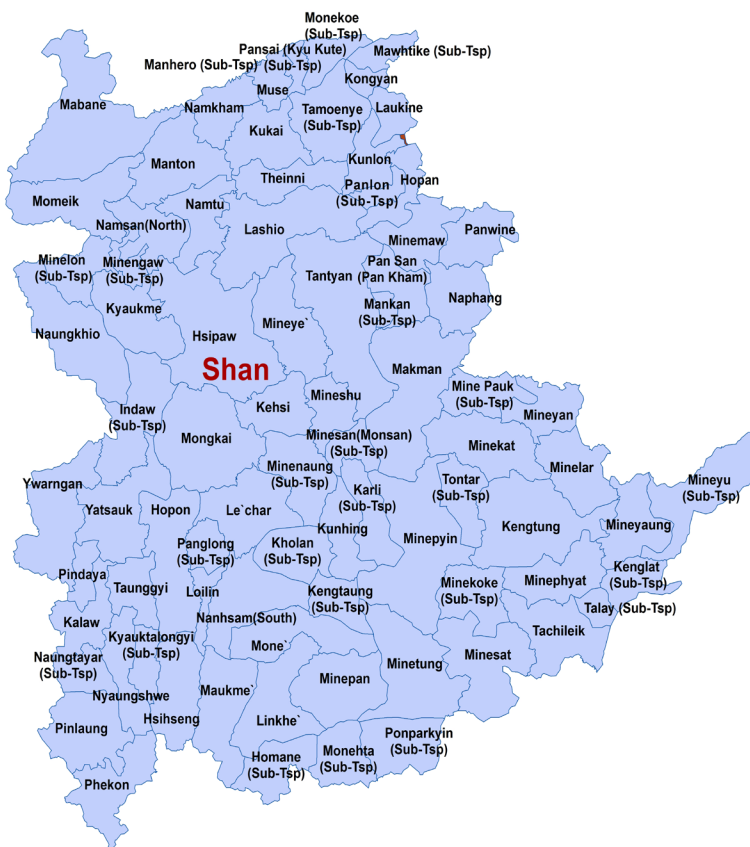 Monekoe
(Sub-Tsp)
Pansai (Kyu Kute)
(Sub-Tsp)
Mawhtike (Sub-Tsp)
Manhero (Sub-Tsp)
Kongyan
Muse
Mabane
Namkham
Tamoenye
(Sub-Tsp)
Laukine
Kukai
Manton
Kunlon
Theinni
Panlon
(Sub-Tsp)
Hopan
Momeik
Namtu
Namsan(North)
Lashio
Panwine
Minemaw
Minelon
(Sub-Tsp)
Minengaw
(Sub-Tsp)
Pan San
(Pan Kham)
Tantyan
Naphang
Mankan
(Sub-Tsp)
Kyaukme
Mineye`
Naungkhio
Hsipaw
Shan
Makman
Mine Pauk
(Sub-Tsp)
Mineshu
Kehsi
Indaw
(Sub-Tsp)
Mineyan
Mongkai
Minesan(Monsan)
(Sub-Tsp)
Minekat
Minenaung
(Sub-Tsp)
Minelar
Ywarngan
Tontar
(Sub-Tsp)
Mineyu
(Sub-Tsp)
Karli
(Sub-Tsp)
Yatsauk
Hopon
Le`char
Kunhing
Kengtung
Mineyaung
Minepyin
Panglong
(Sub-Tsp)
Kholan
(Sub-Tsp)
Pindaya
Taunggyi
Loilin
Kengtaung
(Sub-Tsp)
Minekoke
(Sub-Tsp)
Minephyat
Kenglat
(Sub-Tsp)
Talay (Sub-Tsp)
Kalaw
Nanhsam(South)
Kyauktalongyi
(Sub-Tsp)
Mone`
Tachileik
Naungtayar
(Sub-Tsp)
Minetung
Minesat
Minepan
Nyaungshwe
Maukme`
Hsihseng
Linkhe`
Pinlaung
Ponparkyin
(Sub-Tsp)
Homane
(Sub-Tsp)
Monehta
(Sub-Tsp)
Phekon